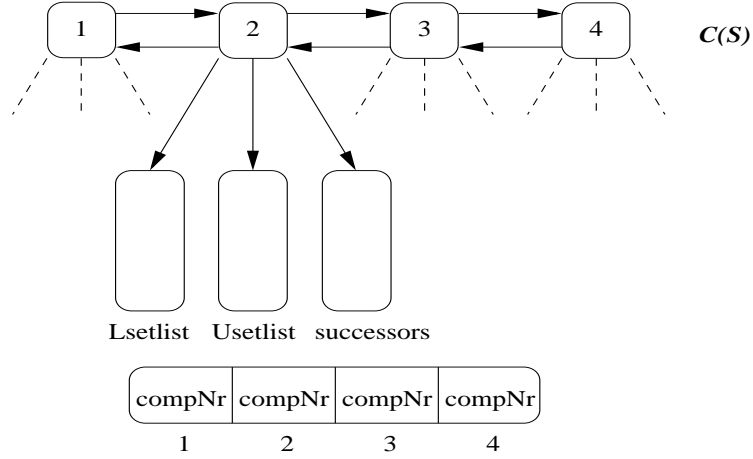 1 2 3 4 C(S)
Lsetlist Usetlist successors
compNr compNr compNr compNr
1 2 3 4